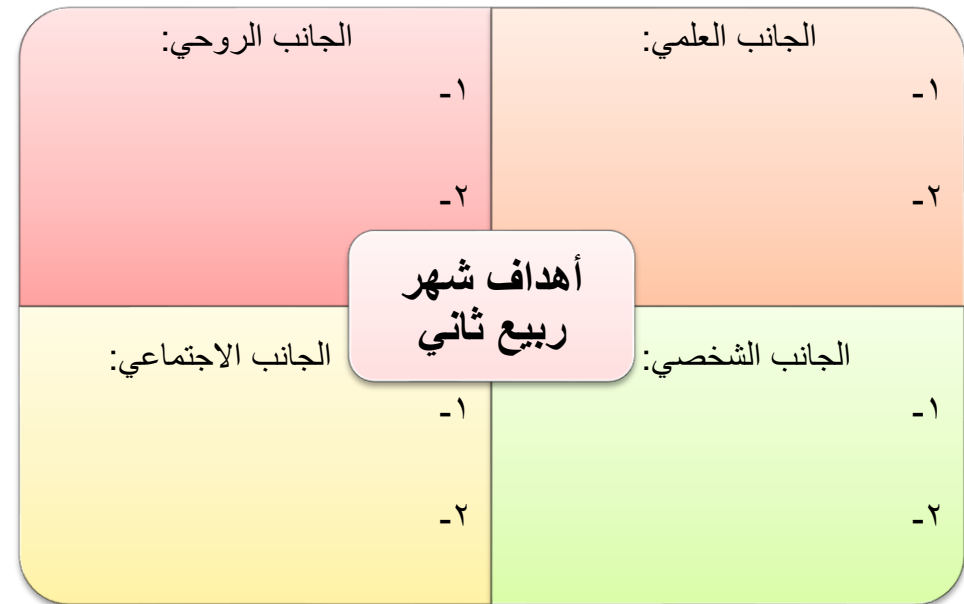 الجانب العلمي:
١-
٢-
الجانب الروحي:
١-
٢-
أهداف شهر
ربيع ثاني
الجانب الشخصي:
١-
٢-
الجانب الاجتماعي:
١-
٢-